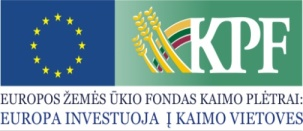 KPF
EUROPOS ŽEMĖS ŪKIO FONDAS KAIMO PLĖTRAI:
EUROPA INVESTUOJA Į KAIMO VIETOVES